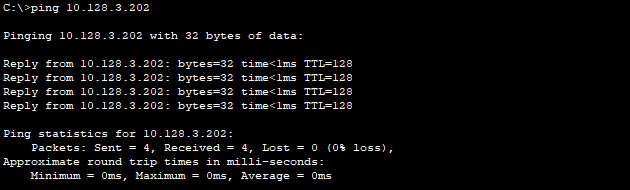 C:\>ping 10.128.3.202
Pinging 10.128.3.202 with 32 bytes of data:
Reply from 10.128.3.202: bytes=32 time<1ms TTL=128
Reply from 10.128.3.202: bytes=32 time<1ms TTL=128
Reply from 10.128.3.202: bytes=32 time<1ms TTL=128
Reply from 10.128.3.202: bytes=32 time<1ms TTL=128
Ping statistics for 10.128.3.202:
    Packets: Sent = 4, Received = 4, Lost = 0 (0% loss),
Approximate round trip times in milli-seconds:
    Minimum = 0ms, Maximum = 0ms, Average = 0ms